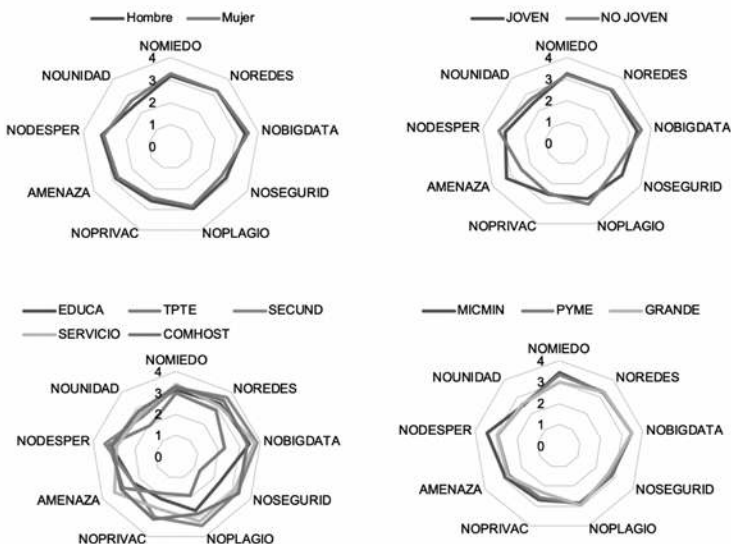 Hombre Mujer
NOMIEDO
4
NOUNIDAD NOREDES
3
2
NODESPER 1 NOBIGDATA
0
AMENAZA NOSEGURID
NOPRIVAC NOPLAGIO
JOVEN NO JOVEN
NOMIEDO
4
NOUNIDAD NOREDES
3
2
NODESPER 1 NOBIGDATA
0
AMENAZA NOSEGURID
NOPRIVAC NOPLAGIO
EDUCA TPTE SECUND
SERVICIO COMHOST
NOMIEDO
4
NOUNIDAD NOREDES
3
2
NODESPER 1 NOBIGDATA
0
AMENAZA NOSEGURID
NOPRIVAC NOPLAGIO
MICMIN PYME GRANDE
NOMIEDO
4
NOUNIDAD NOREDES
3
2
NODESPER 1 NOBIGDATA
0
AMENAZA NOSEGURID
NOPRIVAC NOPLAGIO